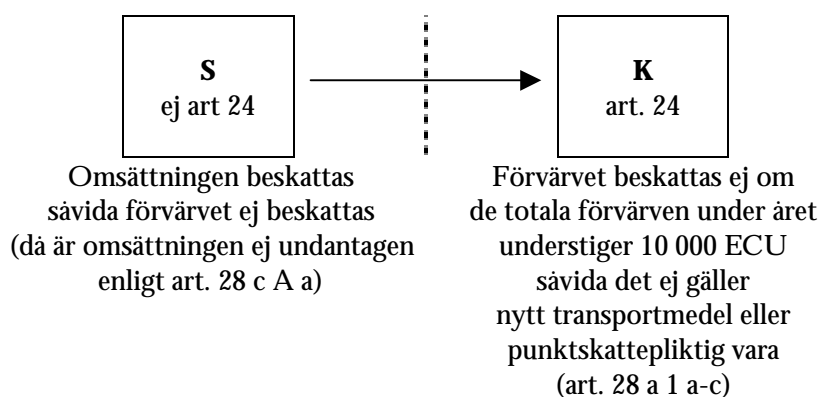 S
ej art 24
K
art. 24
Omsättningen beskattas
såvida förvärvet ej beskattas
(då är omsättningen ej undantagen
enligt art. 28 c A a)
Förvärvet beskattas ej om
de totala förvärven under året
understiger 10 000 ECU
såvida det ej gäller
nytt transportmedel eller
punktskattepliktig vara
(art. 28 a 1 a-c)